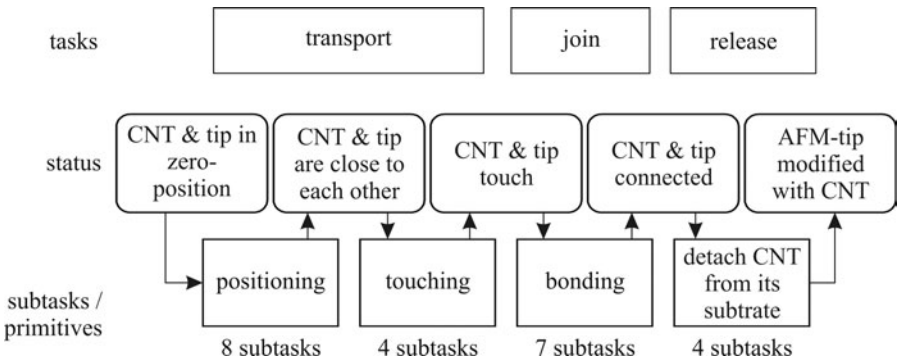 tasks
transport
join
release
status
CNT & tip in
zero-
position
CNT & tip
are close to
each other
CNT & tip
touch
CNT & tip
connected
AFM-tip
modified
with CNT
subtasks /
primitives
positioning
touching
bonding
detach CNT
from its
subtrate
8 subtasks
4 subtasks
7 subtasks
4 subtasks